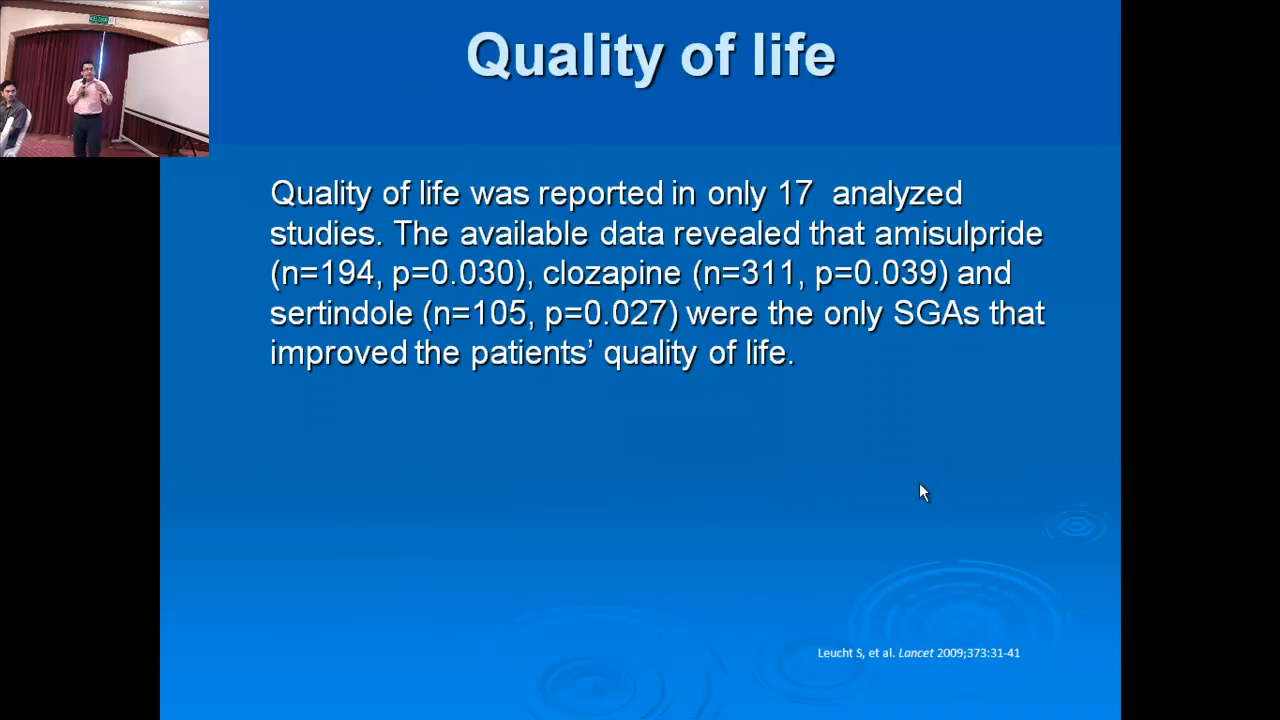 Quality of life
Quality of life was reported in only 17 analyzed
studies. The available data revealed that amisulpride
(n=194, p=0.030), clozapine (n=311, p=0.039) and
sertindole (n=105, p=0.027) were the only SGAs that
improved the patients’ quality of life.
Leucht S, et al. Lancet 2009;373:31-41